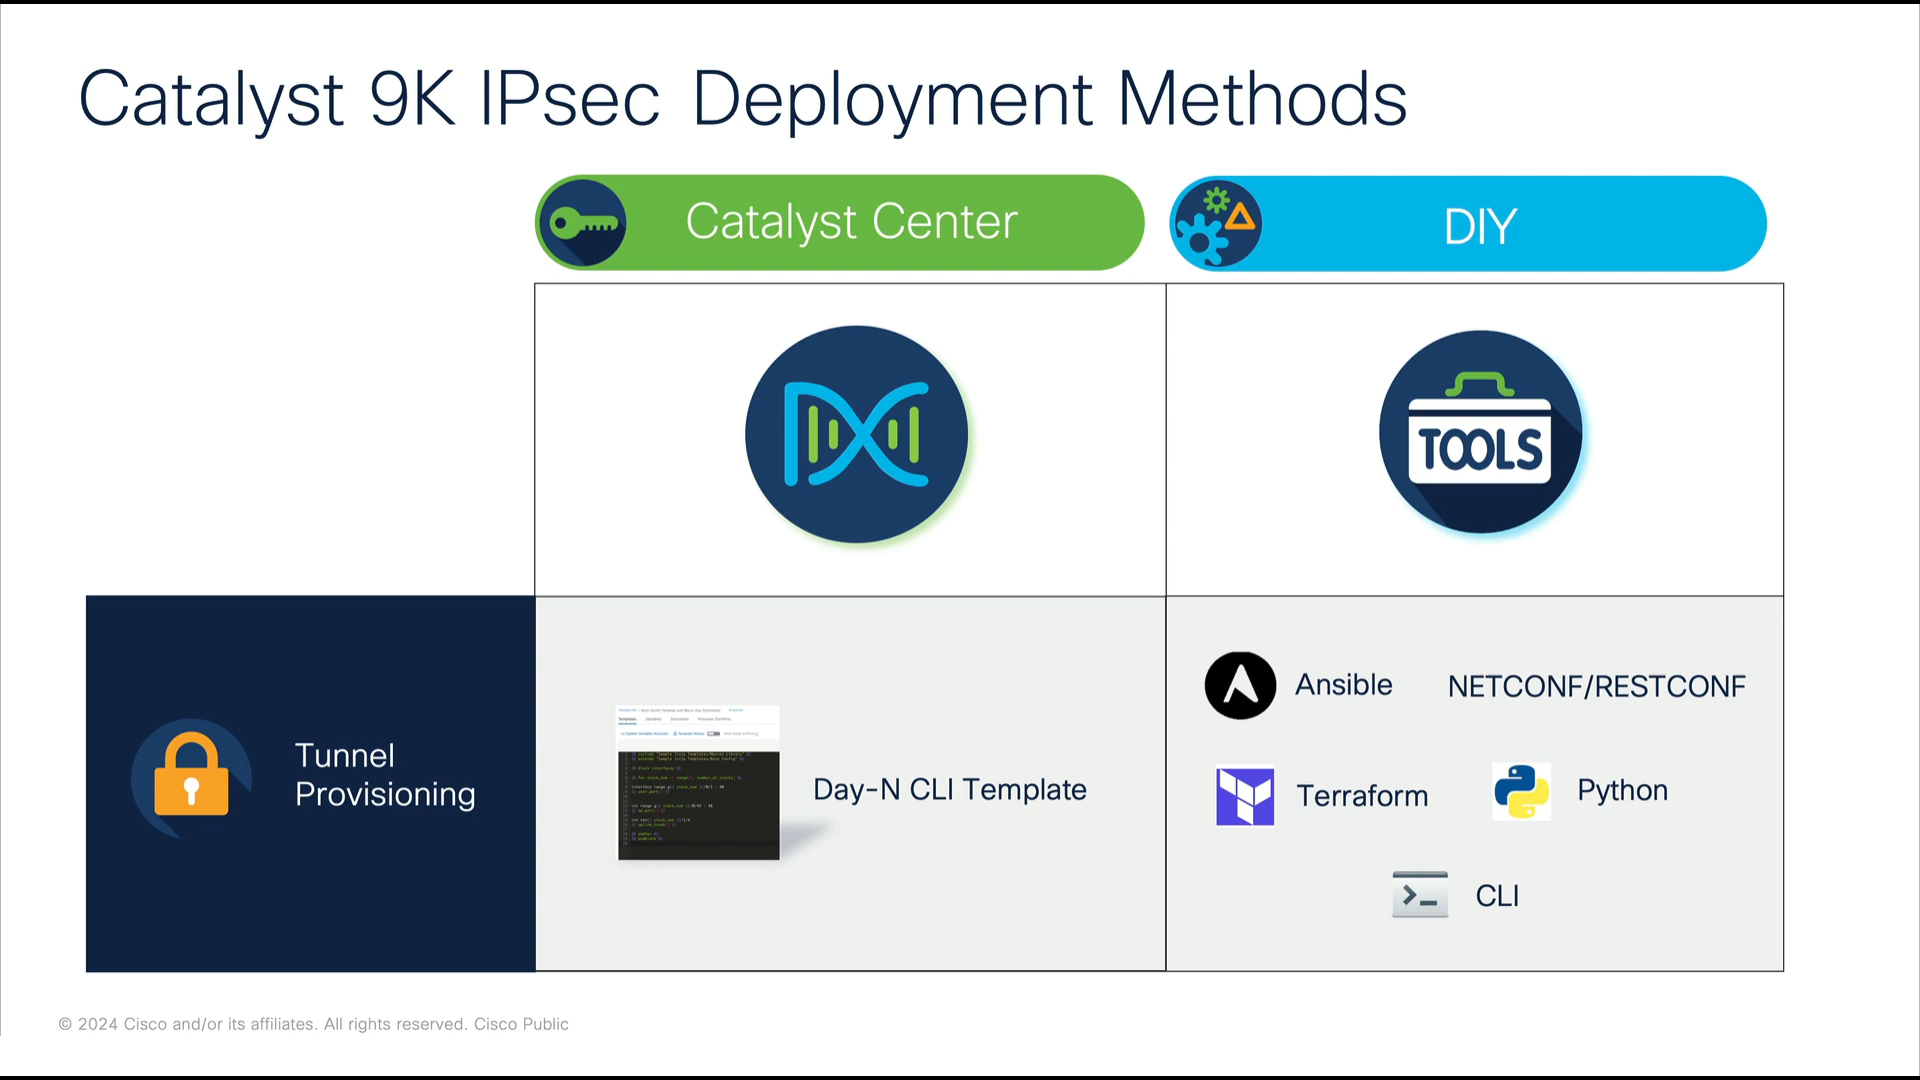 Catalyst 9K IPsec Deployment Methods
Catalyst Center
DIY
TOOLS
Tunnel
Provisioning
Templates
Day-N CLI Template
Ansible
NETCONF/RESTCONF
Terraform
Python
CLI
© 2024 Cisco and/or its affiliates. All rights reserved. Cisco Public